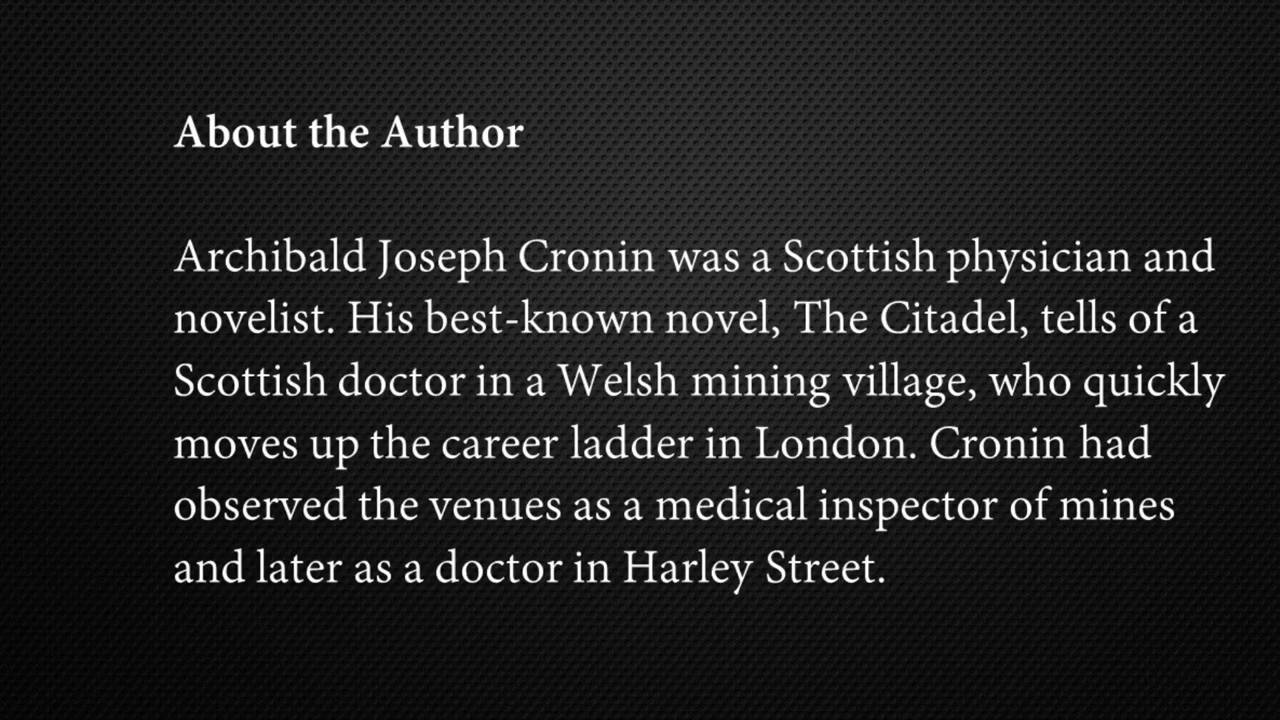 About the Author
Archibald Joseph Cronin was a Scottish physician and
novelist. His best-known novel, The Citadel, tells of a
Scottish doctor in a Welsh mining village, who quickly
moves up the career ladder in London. Cronin had
observed the venues as a medical inspector of mines
and later as a doctor in Harley Street.